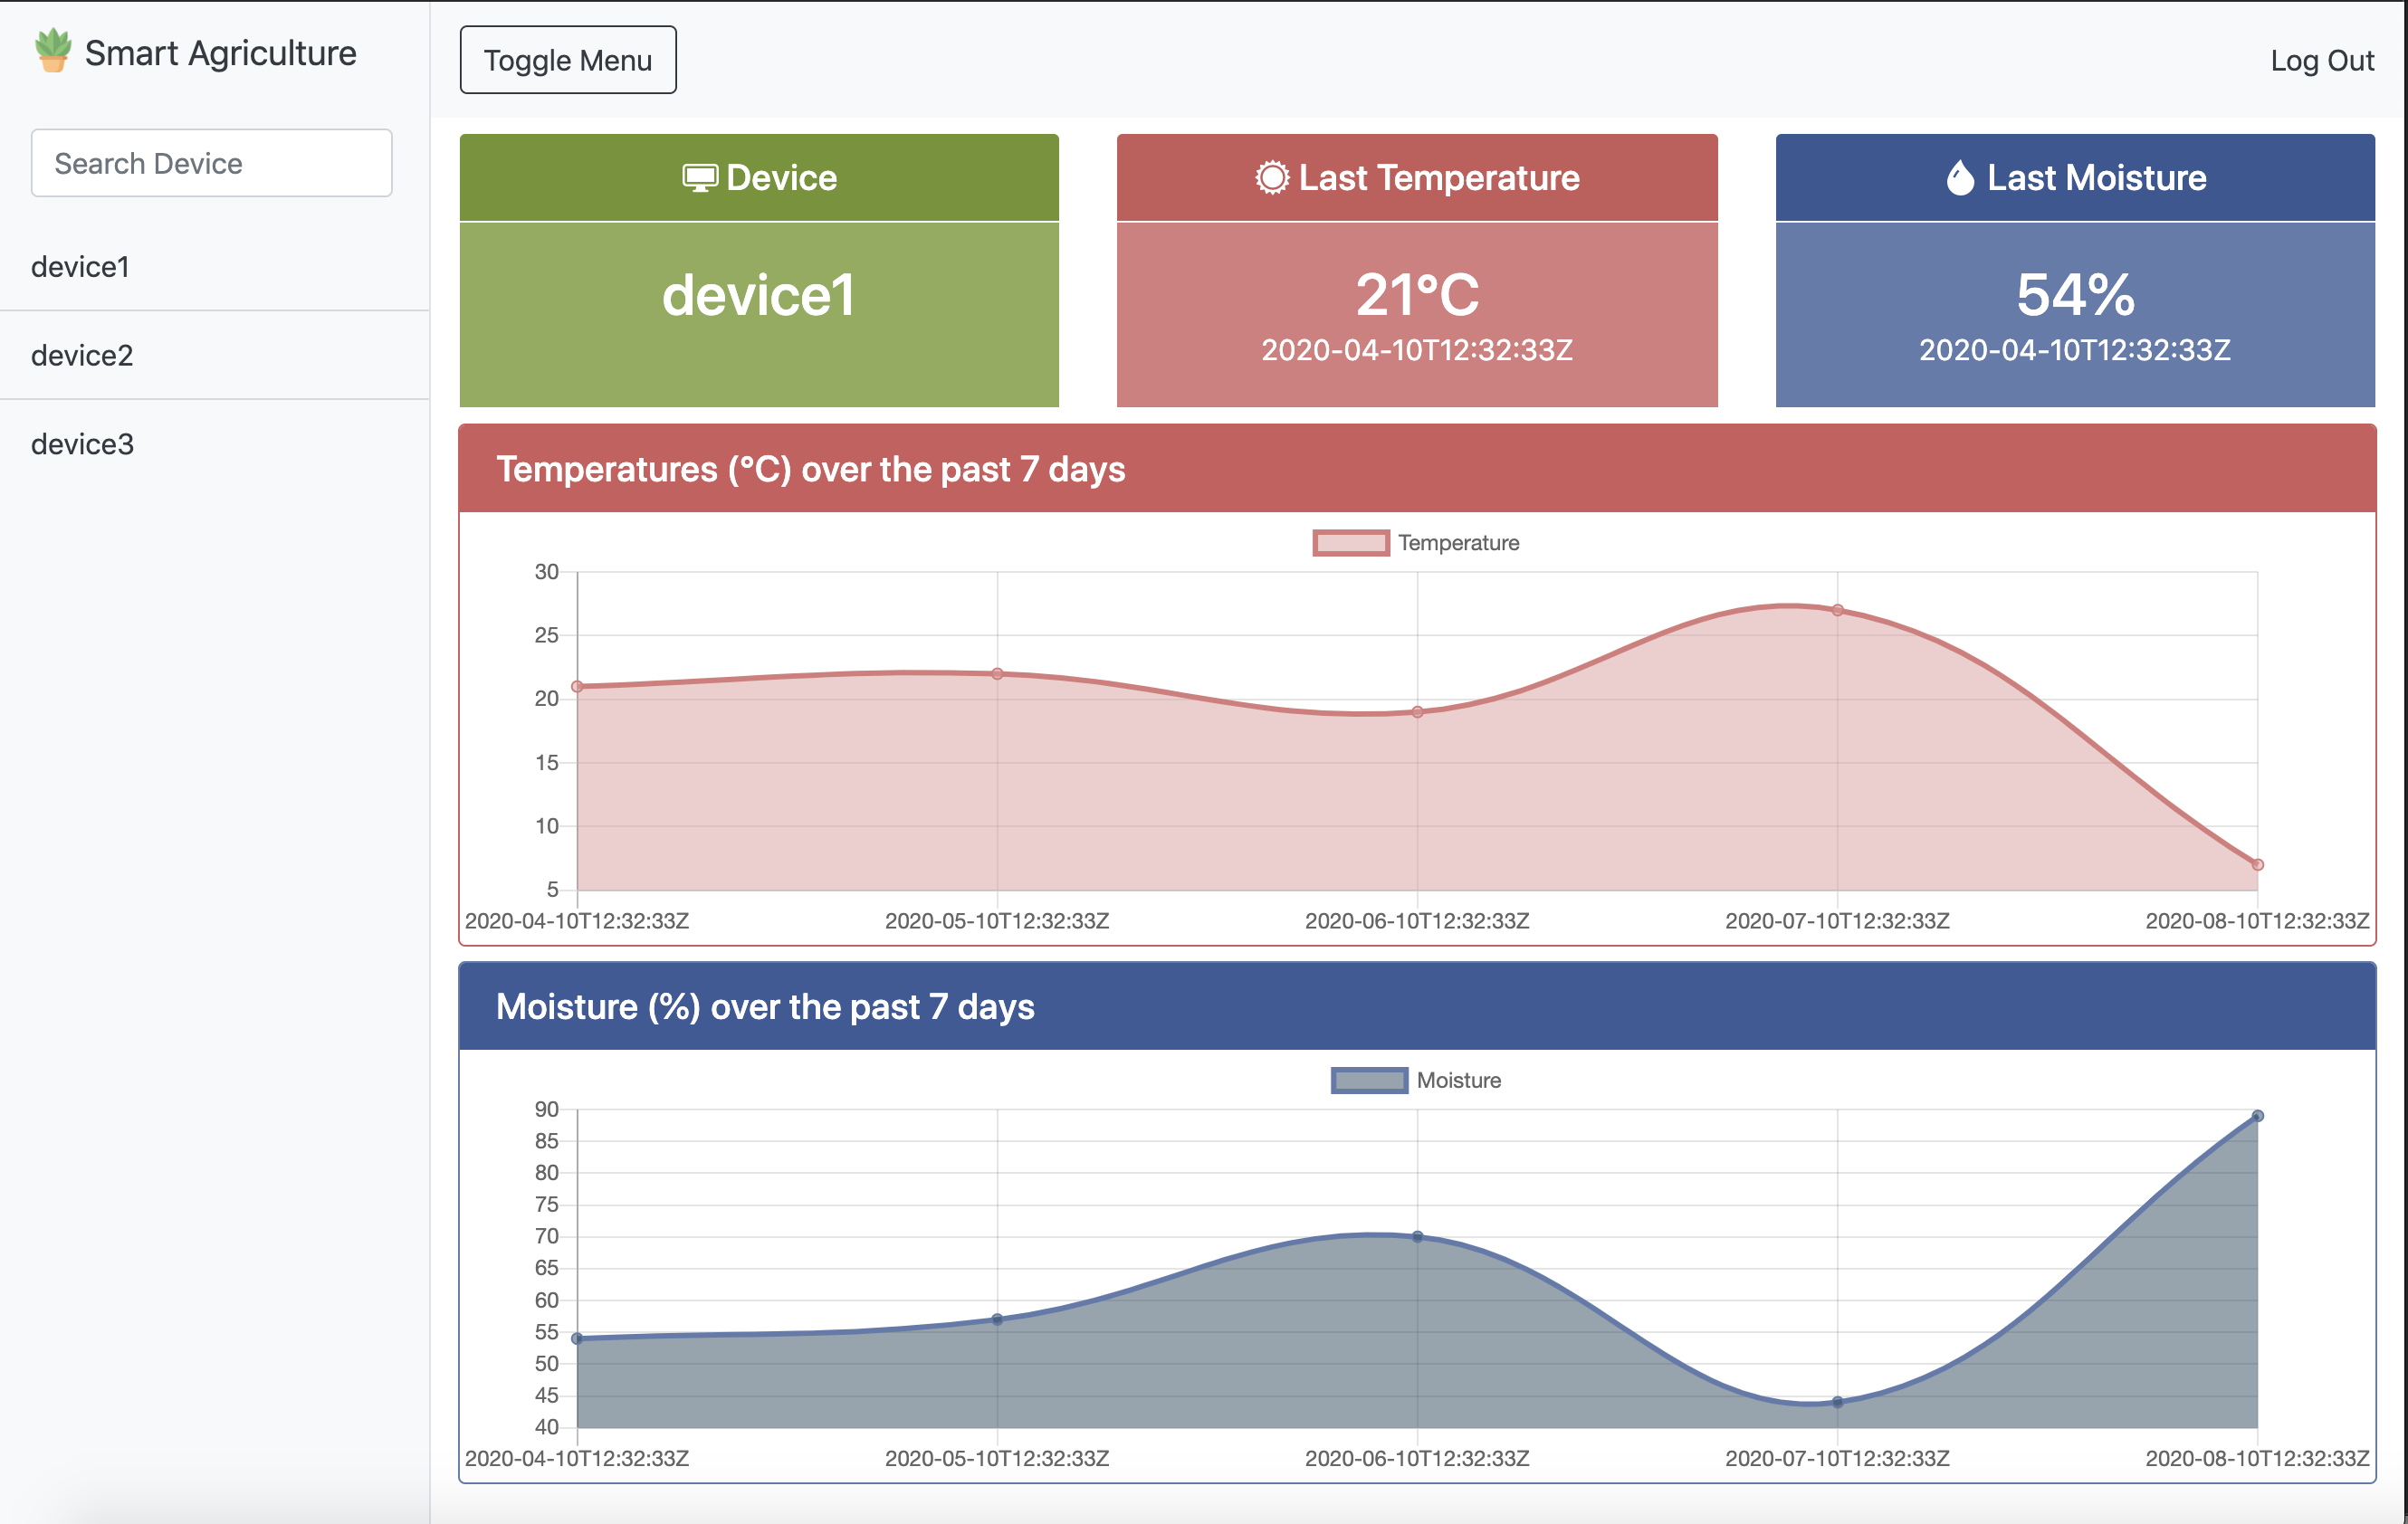 Smart Agriculture
Toggle Menu
Log Out
Search Device
device1
device2
device3
Device
device1
Last Temperature
21°C
2020-04-10T12:32:33Z
Last Moisture
54%
2020-04-10T12:32:33Z
Temperatures (°C) over the past 7 days
Temperature
30
25
20
15
10
5
2020-04-10T12:32:33Z 2020-05-10T12:32:33Z 2020-06-10T12:32:33Z 2020-07-10T12:32:33Z 2020-08-10T12:32:33Z
Moisture (%) over the past 7 days
Moisture
90
85
80
75
70
65
60
55
50
45
40
2020-04-10T12:32:33Z 2020-05-10T12:32:33Z 2020-06-10T12:32:33Z 2020-07-10T12:32:33Z 2020-08-10T12:32:33Z